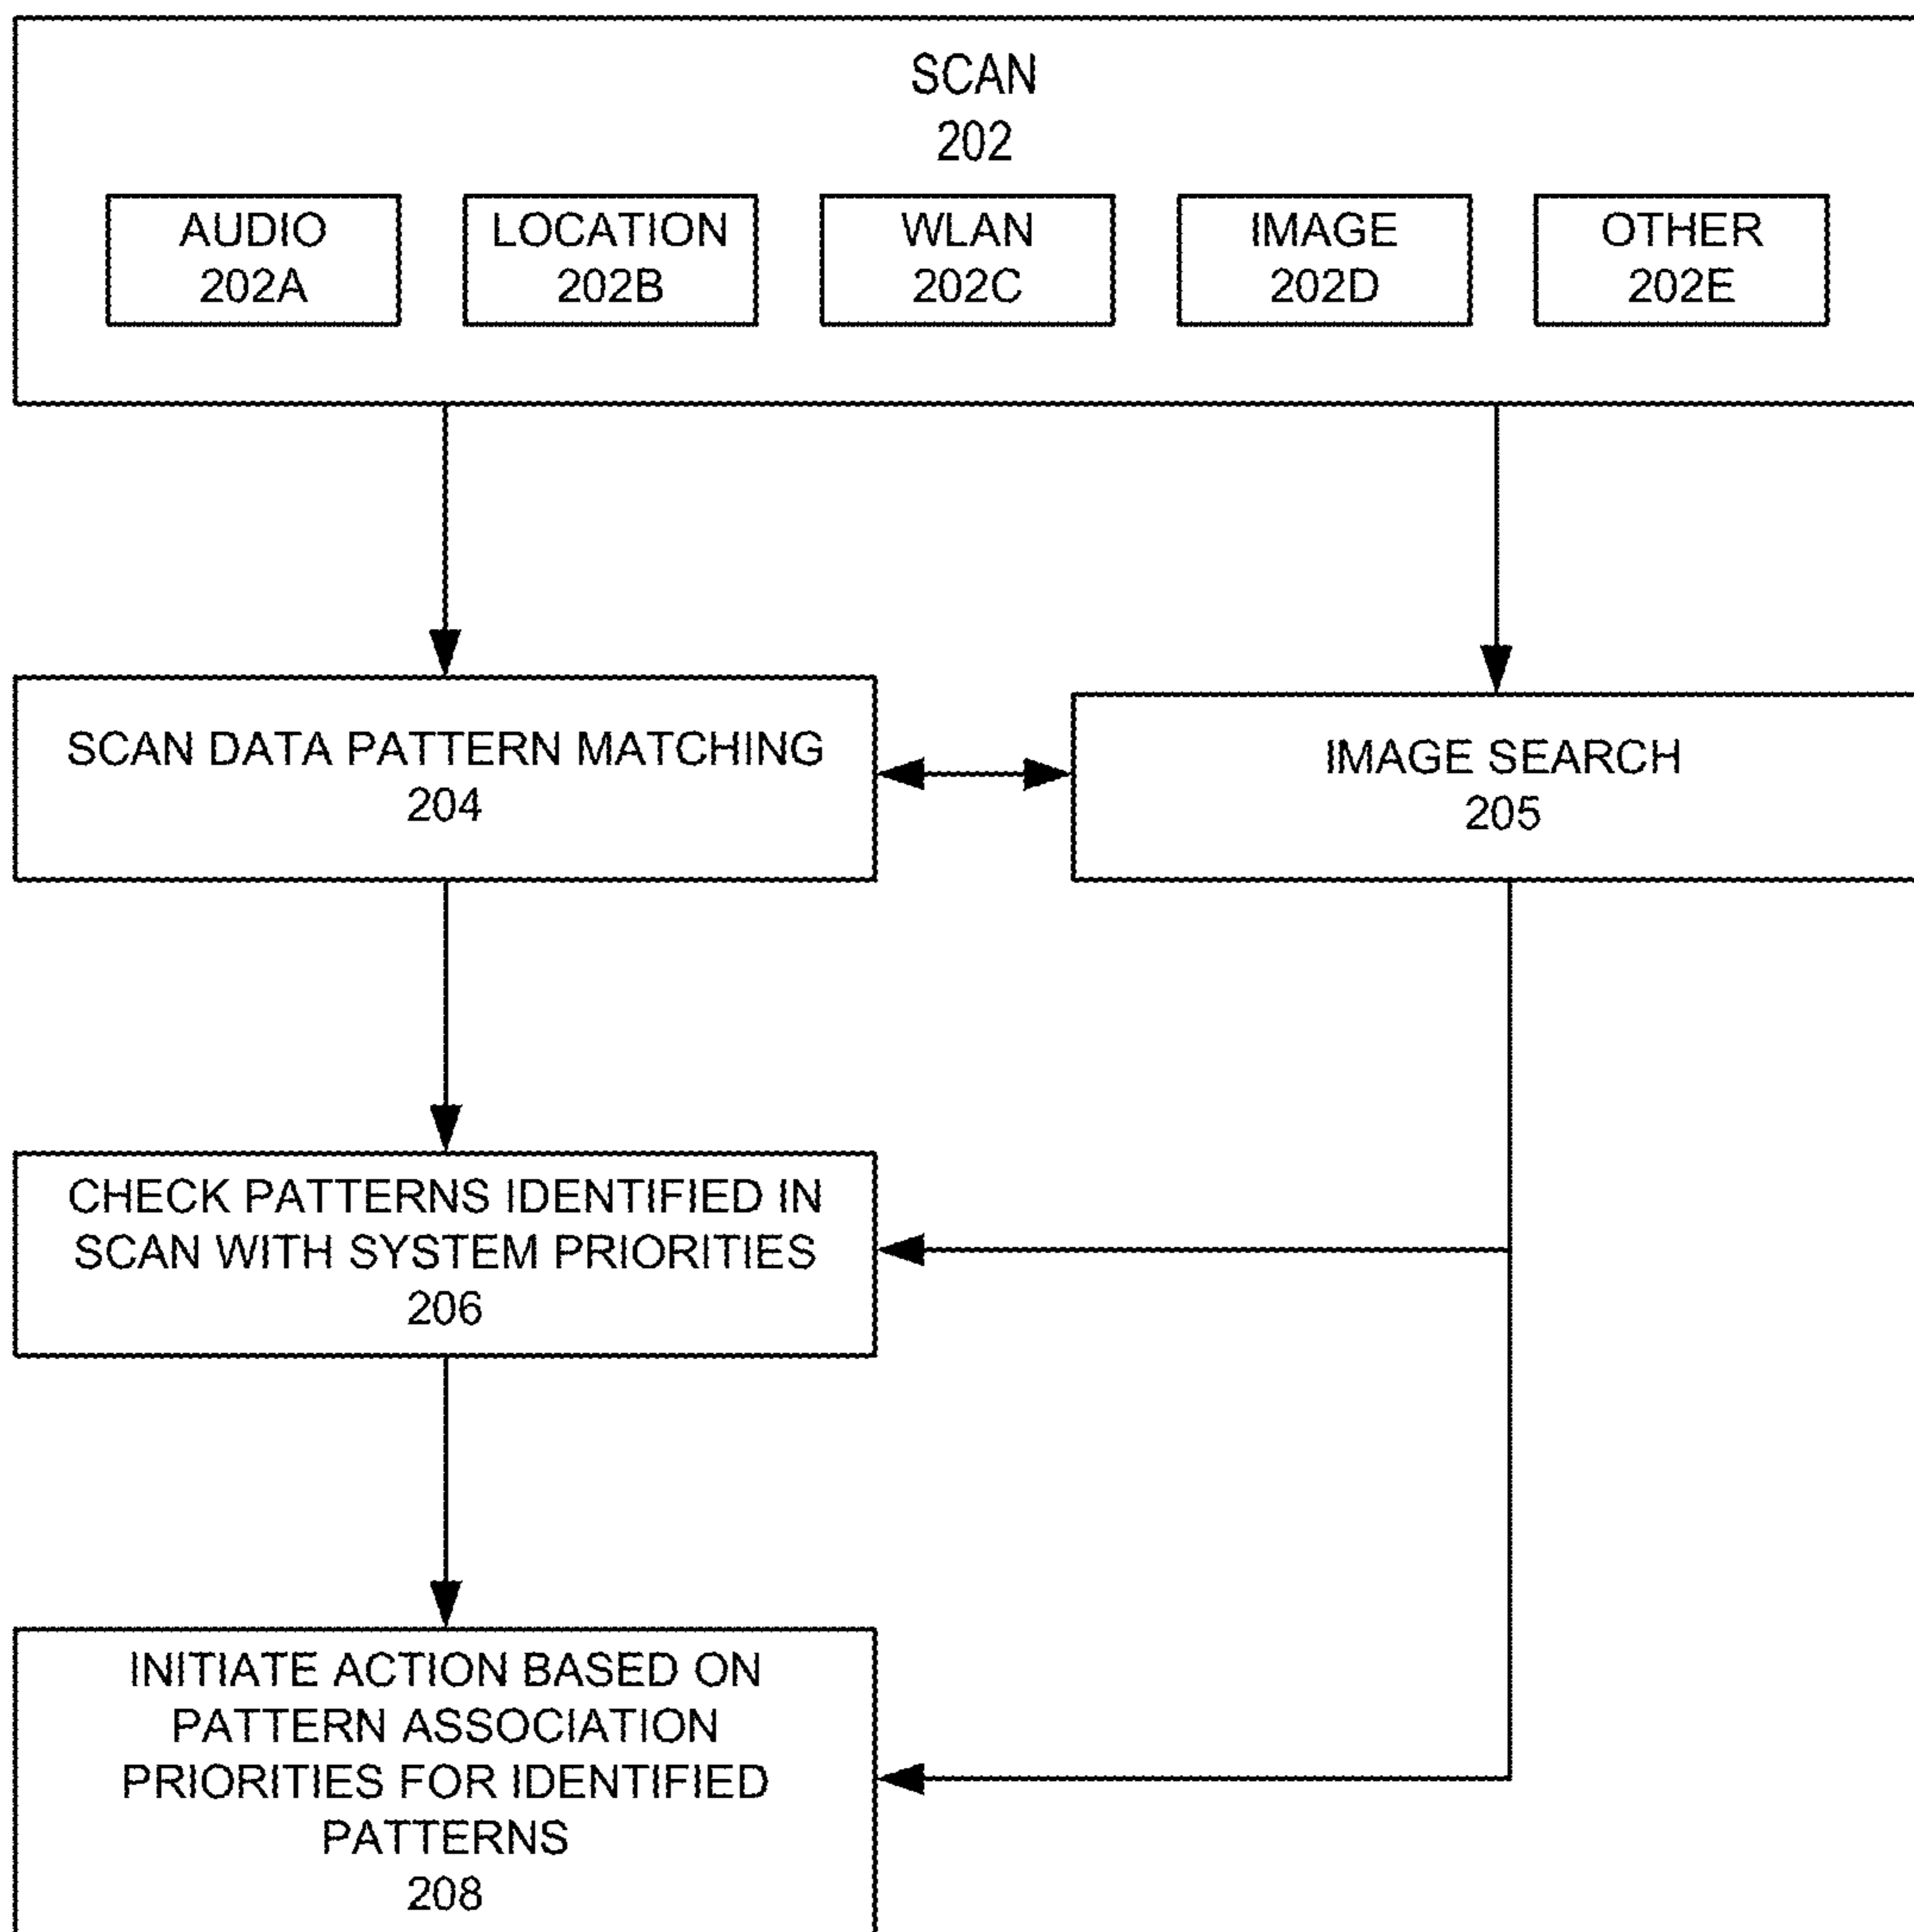 SCAN
202
AUDIO
202A
LOCATION
202B
WLAN
202C
IMAGE
202D
OTHER
202E
SCAN DATA PATTERN MATCHING
204
IMAGE SEARCH
205
CHECK PATTERNS IDENTIFIED IN
SCAN WITH SYSTEM PRIORITIES
206
INITIATE ACTION BASED ON
PATTERN ASSOCIATION
PRIORITIES FOR IDENTIFIED
PATTERNS
208